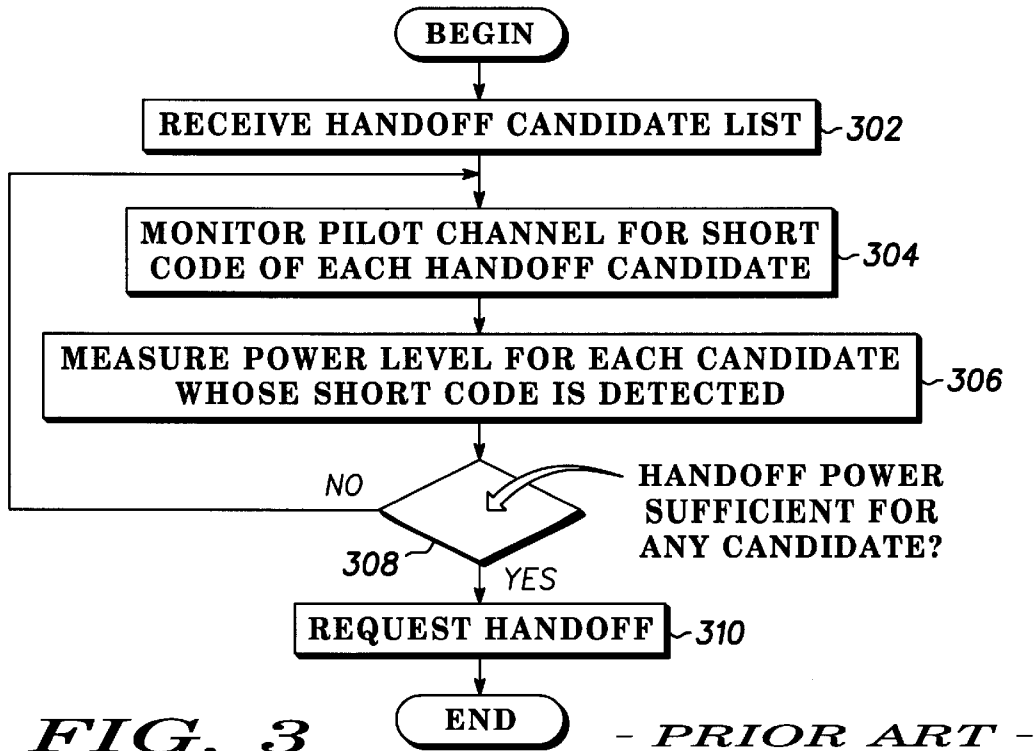 BEGIN
RECEIVE HANDOFF CANDIDATE LIST
302
MONITOR PILOT CHANNEL FOR SHORT
CODE OF EACH HANDOFF CANDIDATE
304
MEASURE POWER LEVEL FOR EACH CANDIDATE
WHOSE SHORT CODE IS DETECTED
306
NO
HANDOFF POWER
SUFFICIENT FOR
ANY CANDIDATE?
308
YES
REQUEST HANDOFF
310
END
FIG. 3
- PRIOR ART -